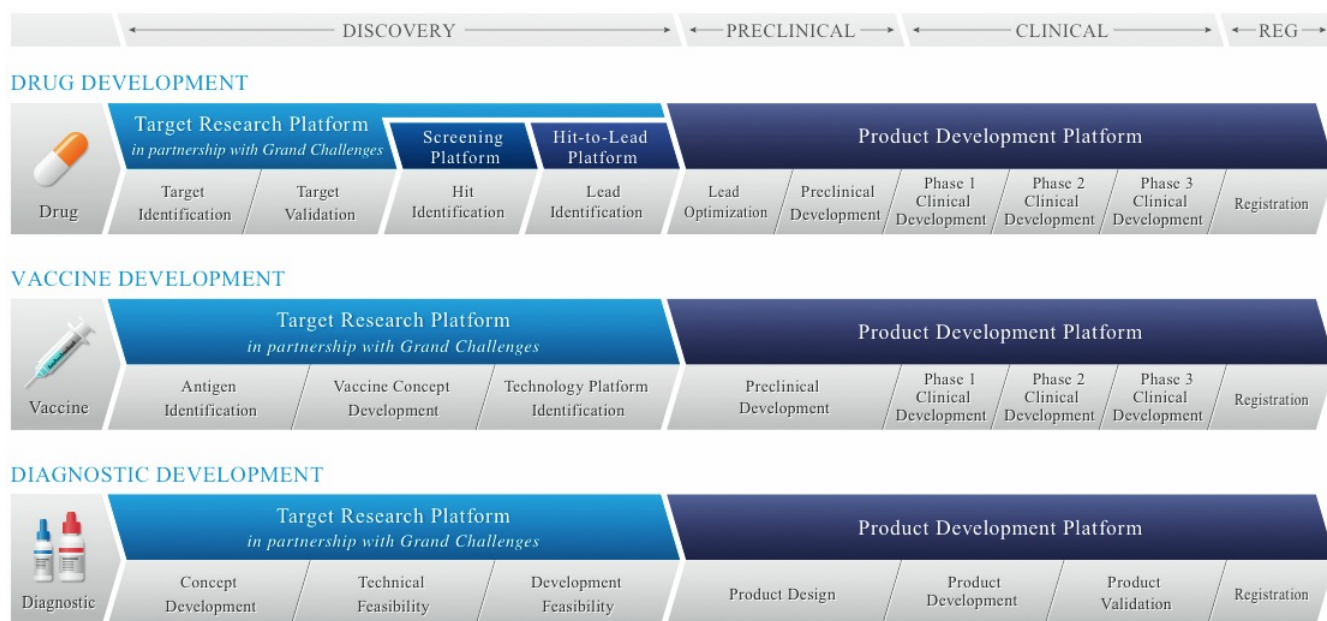 DISCOVERY PRECLINICAL CLINICAL REG
DRUG DEVELOPMENT
Drug
Target Research Platform
in partnership with Grand Challenges
Screening
Platform
Hit-to-Lead
Platform
Product Development Platform
Target
Identification
Target
Validation
Hit
Identification
Lead
Identification
Lead
Optimization
Preclinical
Development
Phase 1
Clinical
Development
Phase 2
Clinical
Development
Phase 3
Clinical
Development
Registration
VACCINE DEVELOPMENT
Vaccine
Target Research Platform
in partnership with Grand Challenges
Product Development Platform
Antigen
Identification
Vaccine Concept
Development
Technology Platform
Identification
Preclinical
Development
Phase 1
Clinical
Development
Phase 2
Clinical
Development
Phase 3
Clinical
Development
Registration
DIAGNOSTIC DEVELOPMENT
Diagnostic
Target Research Platform
in partnership with Grand Challenges
Product Development Platform
Concept
Development
Technical
Feasibility
Development
Feasibility
Product Design
Product
Development
Product
Validation
Registration